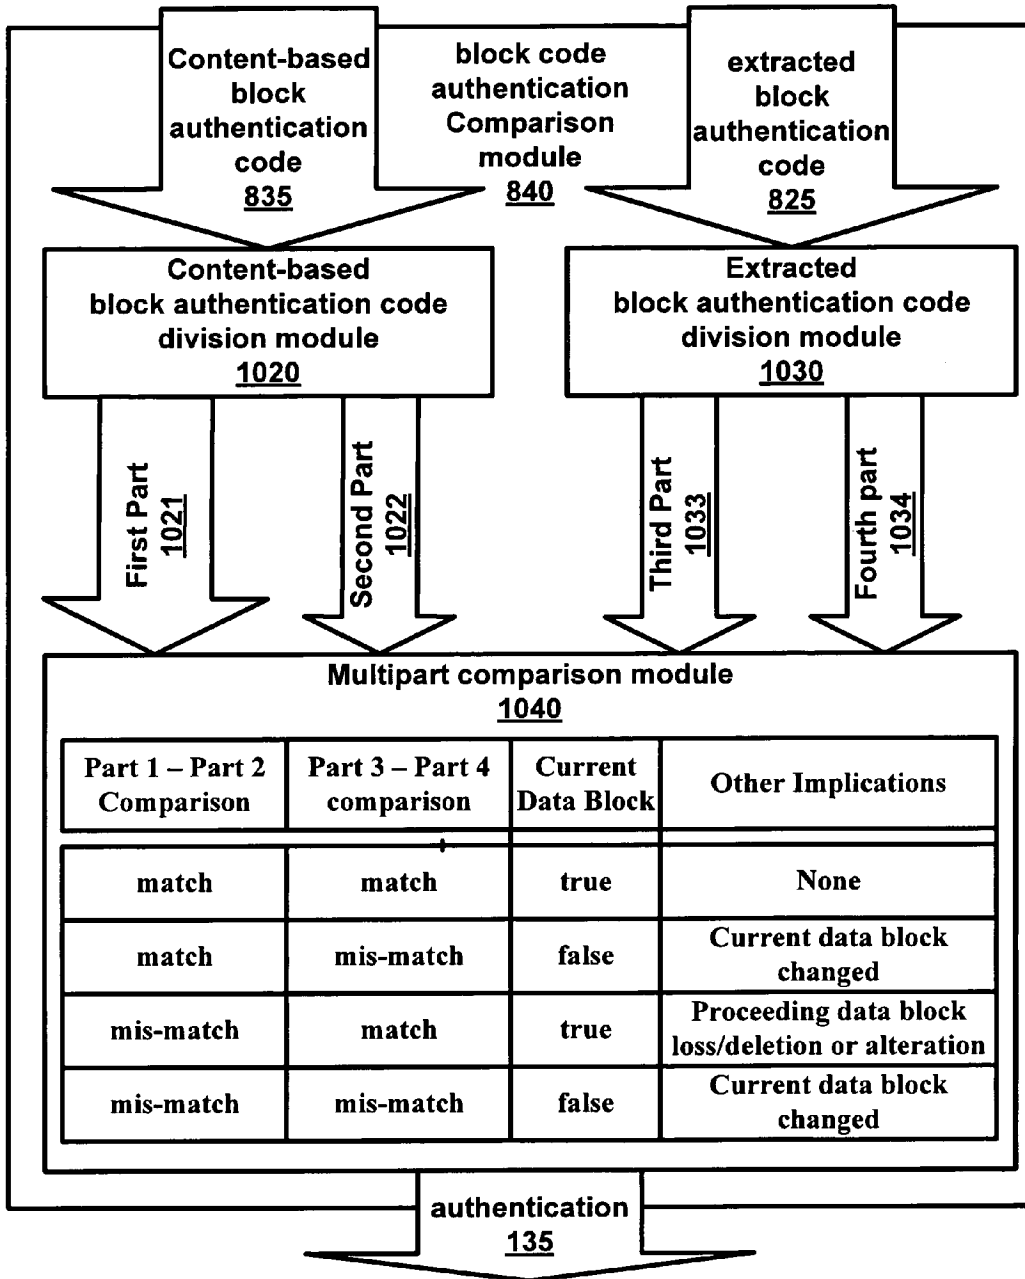 Content-based
block
authentication
code
835
block code
authentication
Comparison
module
840
extracted
block
authentication
code
825
Content-based
block authentication code
division module
1020
Extracted
block authentication code
division module
1030
First Part
1021
Second Part
1022
Third Part
1033
Fourth part
1034
Multipart comparison module
1040
Part 1 – Part 2
Comparison
Part 3 – Part 4
comparison
Current
Data Block
Other Implications
match
match
true
None
match
mis-match
false
Current data block
changed
mis-match
match
true
Proceeding data block
loss/deletion or alteration
mis-match
mis-match
false
Current data block
changed
authentication
135